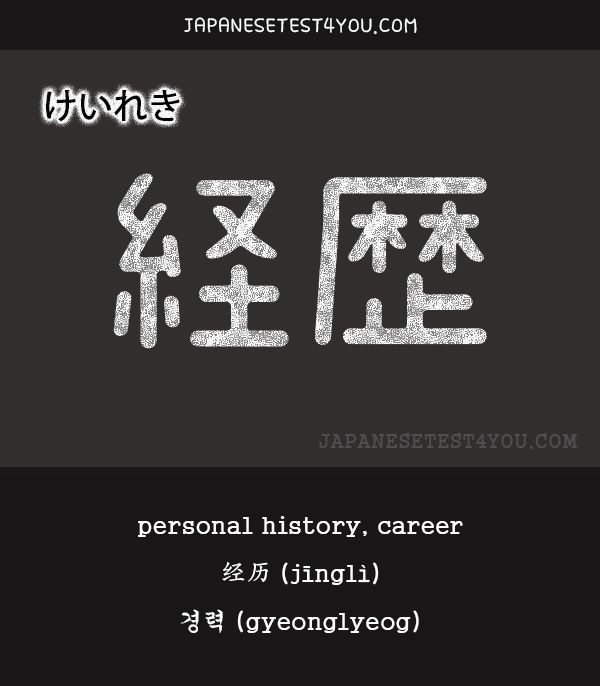 JAPANESETEST4YOU.COM
けいれき
経歴
JAPANESETEST4YOU.COM
personal history, career
经历 (jīnglì)
경력 (gyeonglyeog)